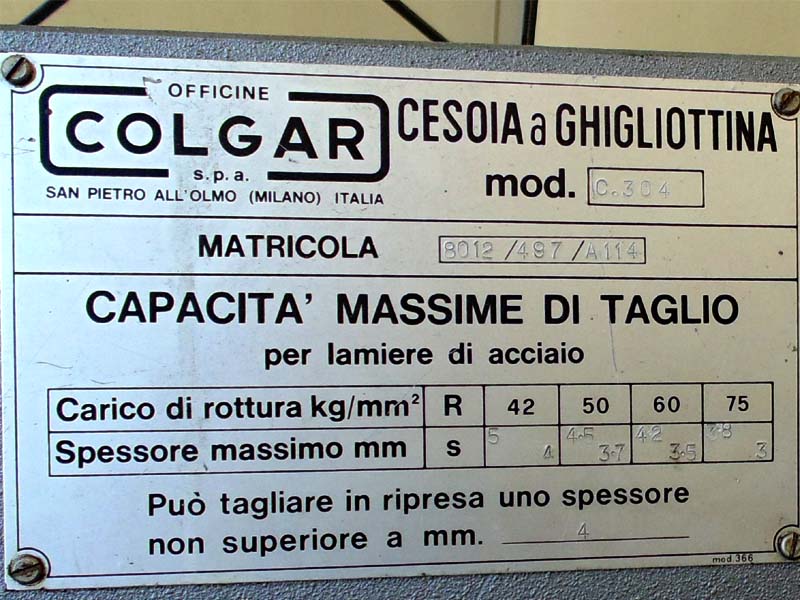 OFFICINE
COLGAR
s.p.a.
SAN PIETRO ALL'OLMO (MILANO) ITALIA
CESOIA a GHIGLIOTTINA
mod. C.304
MATRICOLA 8012/497/A114
CAPACITA' MASSIME DI TAGLIO
per lamiere di acciaio
Carico di rottura kg/mm² R 42 50 60 75
Spessore massimo mm S 5 4 4.5 3.7 4.2 3.5 3.8 3
Può tagliare in ripresa uno spessore
non superiore a mm. 4
mod.366